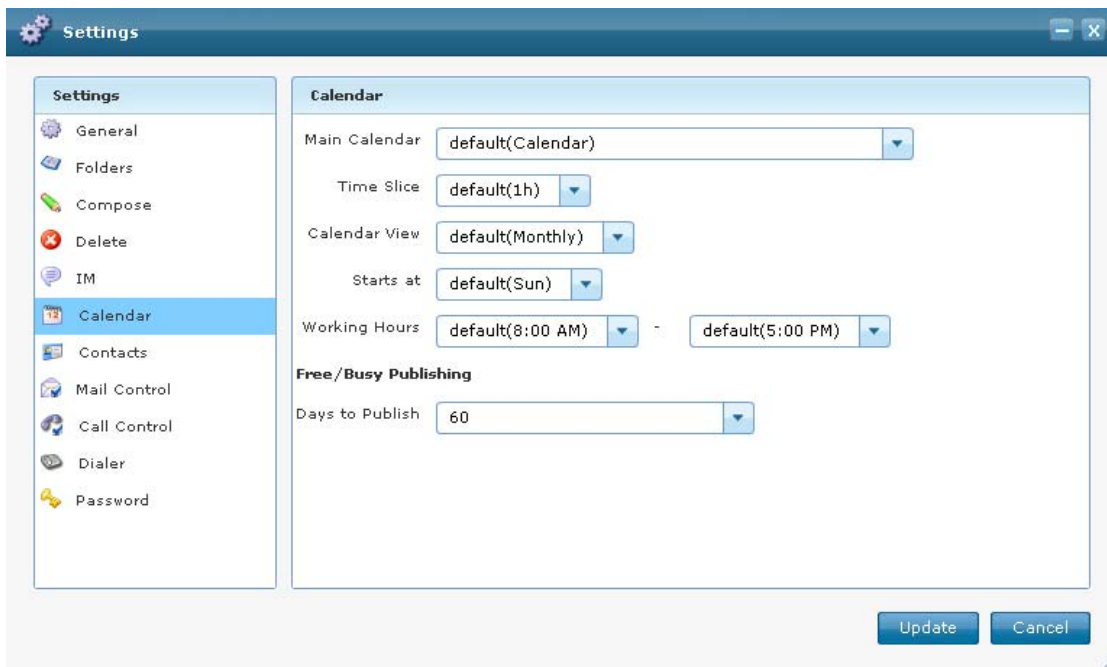 Settings
Settings
General
Folders
Compose
Delete
IM
Calendar
Contacts
Mail Control
Call Control
Dialer
Password
Calendar
Main Calendar default(Calendar)
Time Slice default(1h)
Calendar View default(Monthly)
Starts at default(Sun)
Working Hours default(8:00 AM) - default(5:00 PM)
Free/Busy Publishing
Days to Publish 60
Update Cancel